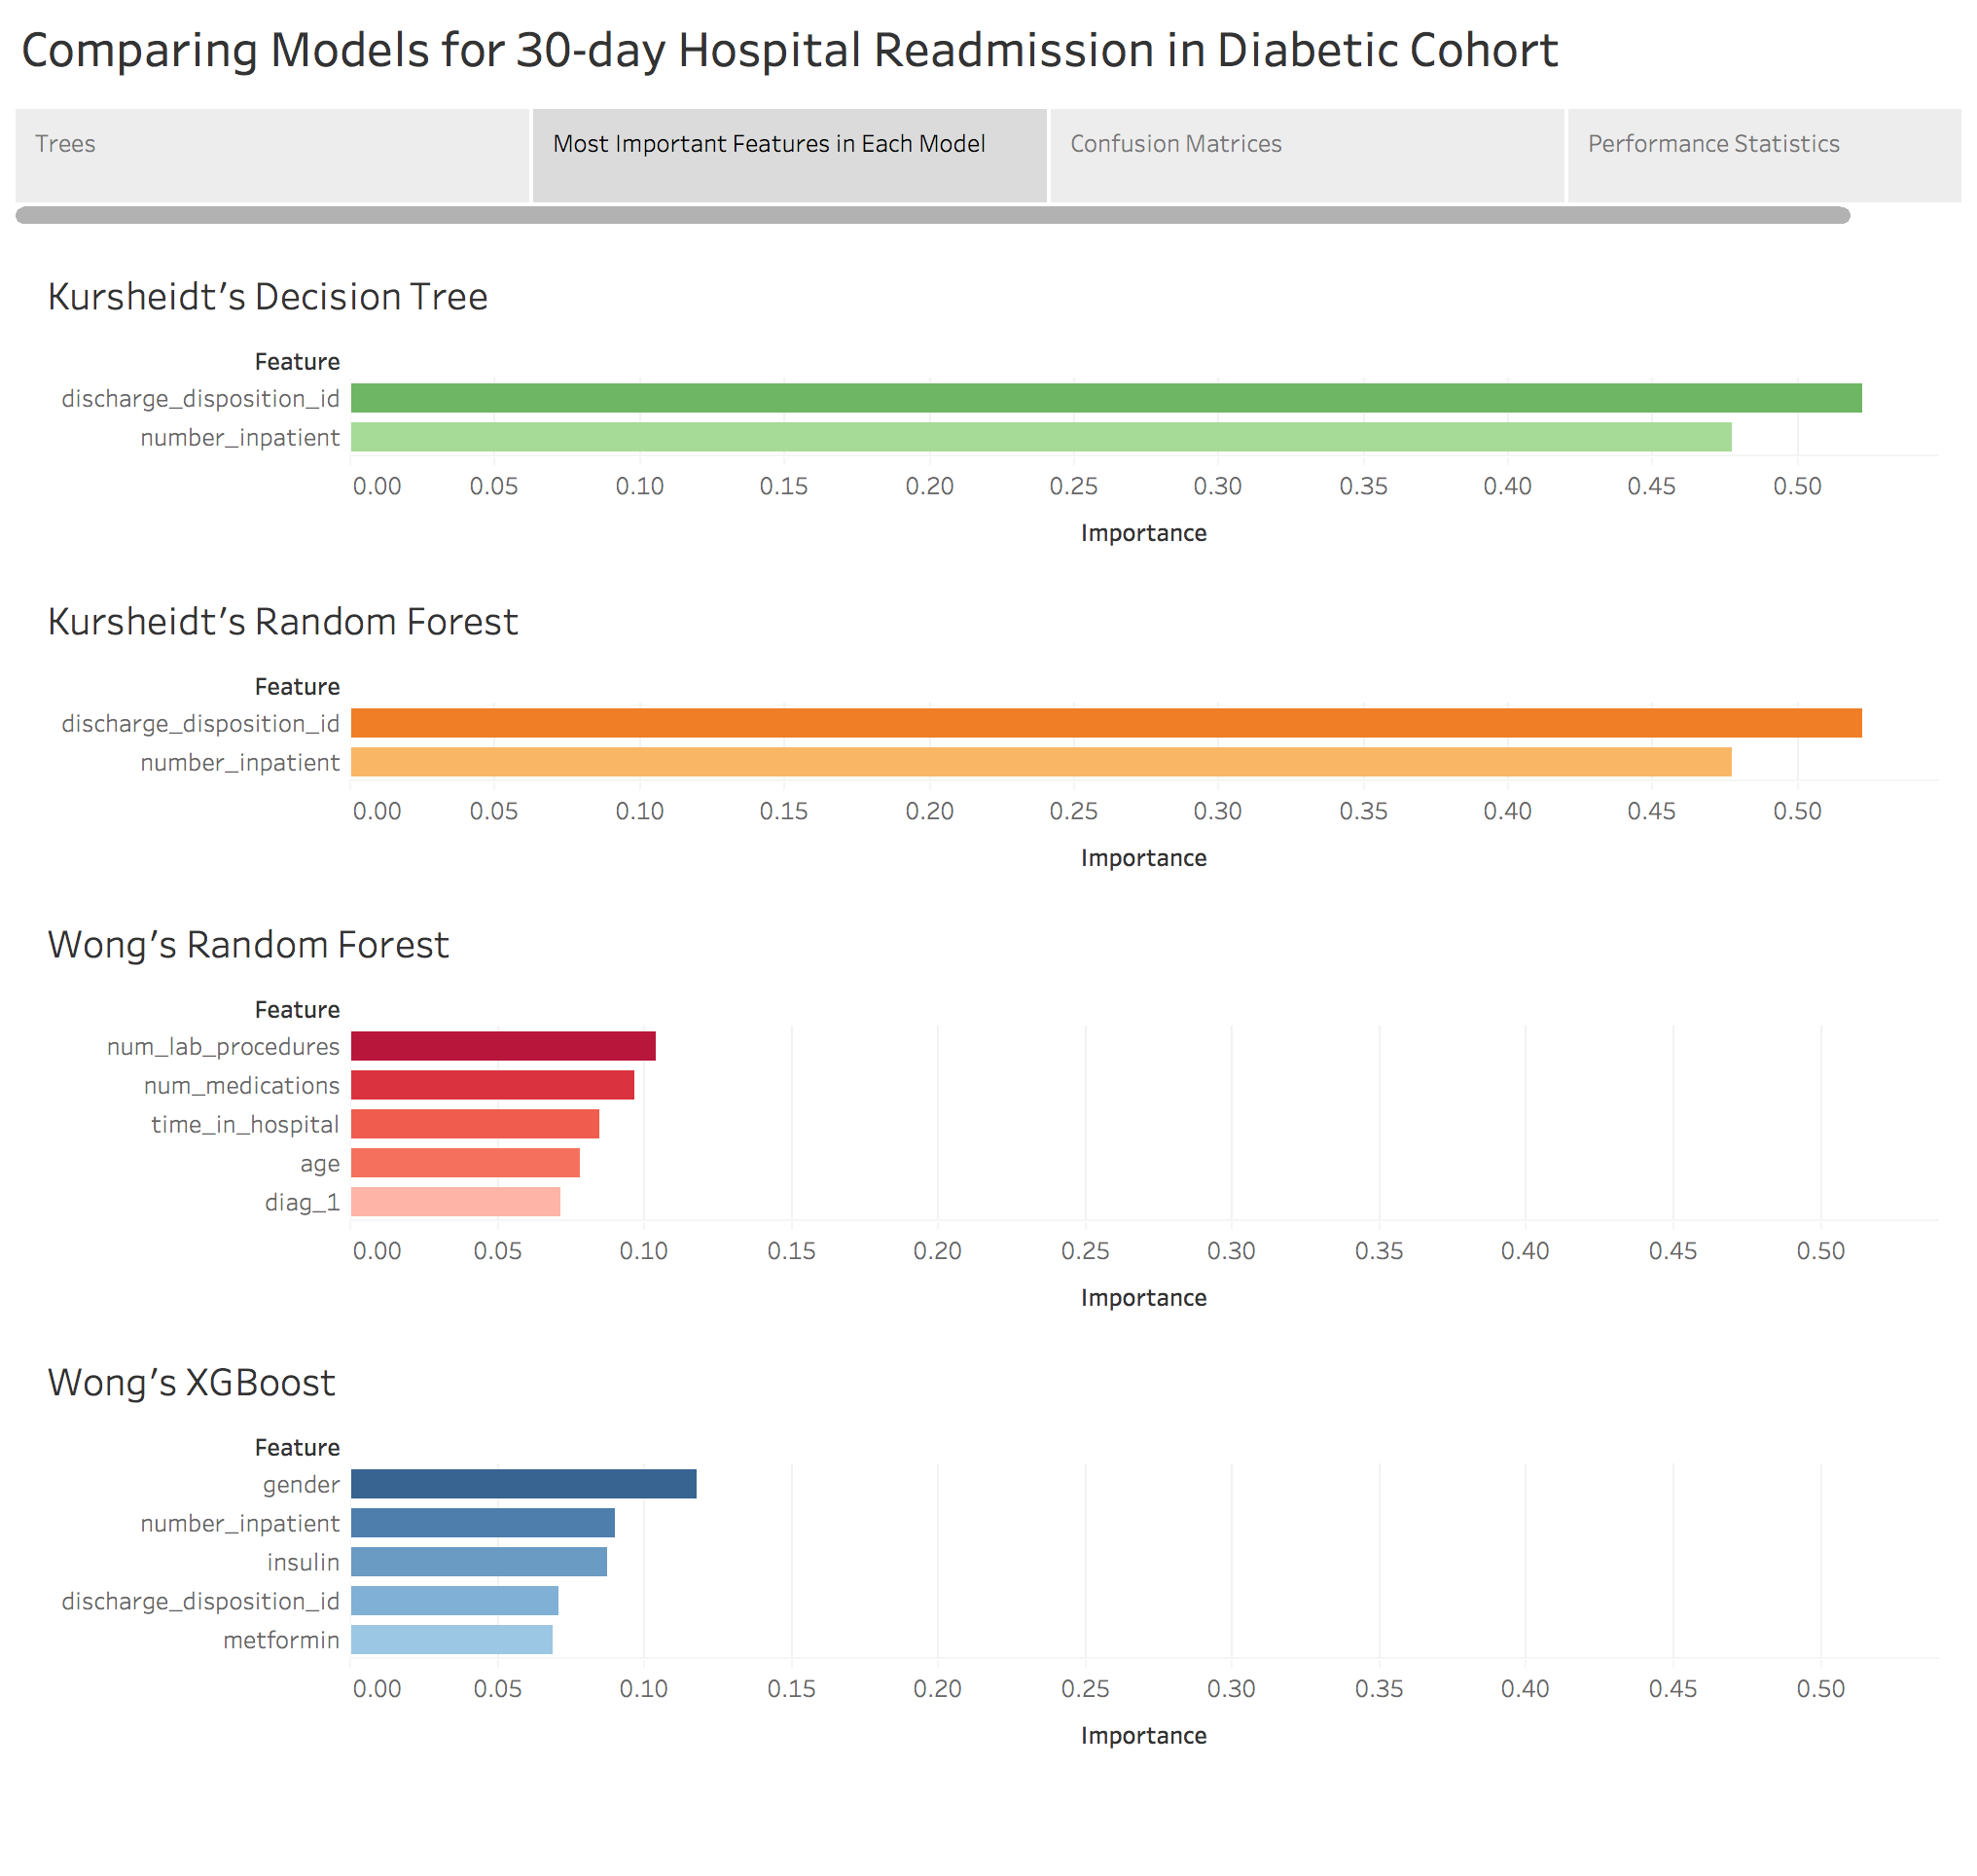 Comparing Models for 30-day Hospital Readmission in Diabetic Cohort
Trees
Most Important Features in Each Model
Confusion Matrices
Performance Statistics
Kursheidt’s Decision Tree
Feature
discharge_disposition_id
number_inpatient
0.00 0.05 0.10 0.15 0.20 0.25 0.30 0.35 0.40 0.45 0.50
Importance
Kursheidt’s Random Forest
Feature
discharge_disposition_id
number_inpatient
0.00 0.05 0.10 0.15 0.20 0.25 0.30 0.35 0.40 0.45 0.50
Importance
Wong’s Random Forest
Feature
num_lab_procedures
num_medications
time_in_hospital
age
diag_1
0.00 0.05 0.10 0.15 0.20 0.25 0.30 0.35 0.40 0.45 0.50
Importance
Wong’s XGBoost
Feature
gender
number_inpatient
insulin
discharge_disposition_id
metformin
0.00 0.05 0.10 0.15 0.20 0.25 0.30 0.35 0.40 0.45 0.50
Importance